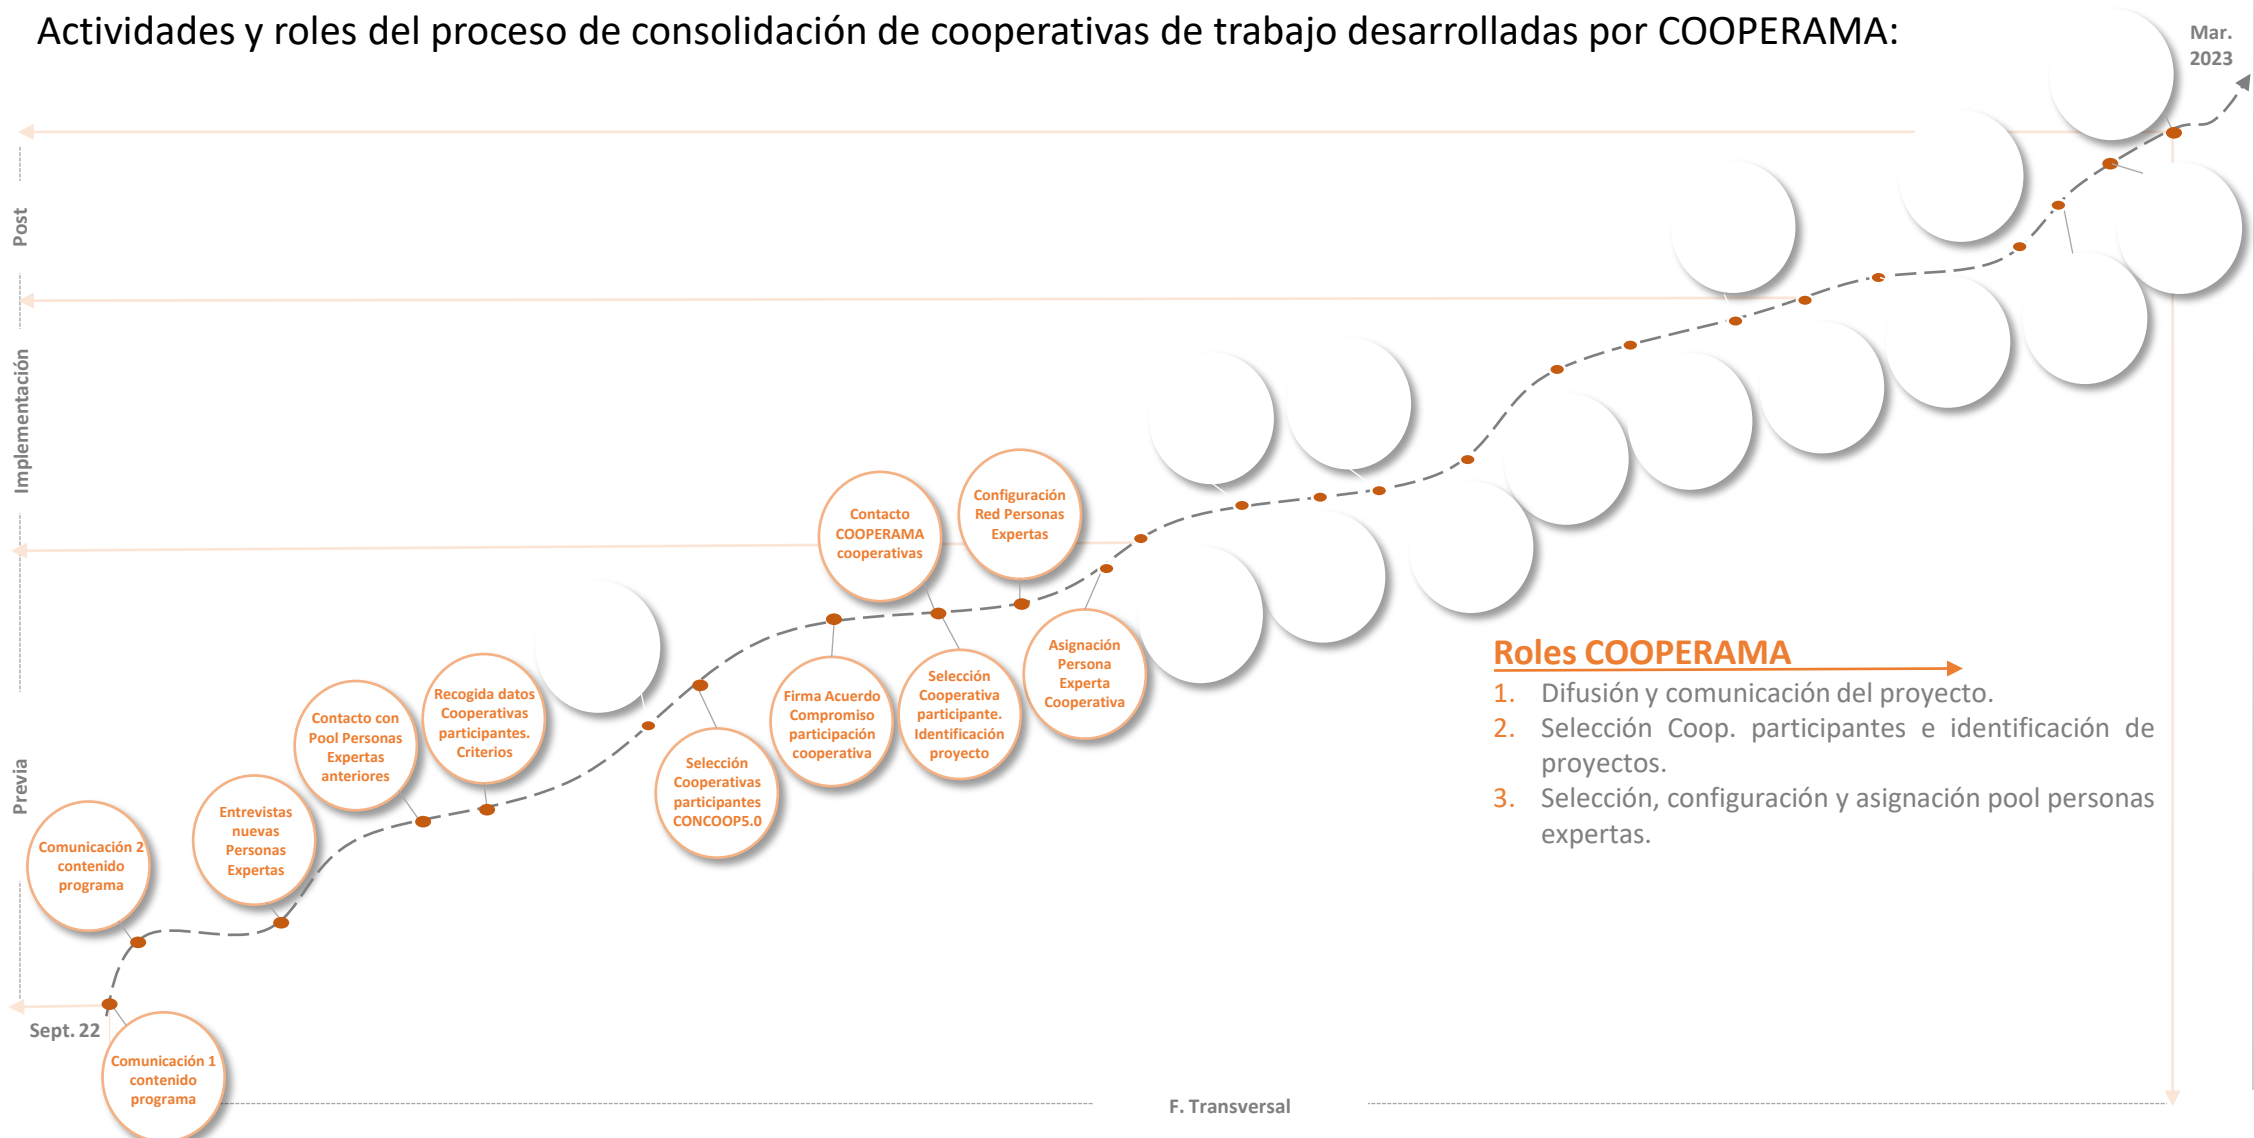 Actividades y roles del proceso de consolidación de cooperativas de trabajo desarrolladas por COOPERAMA:
Mar.
2023
Post
Implementación
Previa
Contacto
COOPERAMA
cooperativas
Configuración
Red Personas
Expertas
Asignación
Persona
Experta
Cooperativa
Recogida datos
Cooperativas
participantes.
Criterios
Contacto con
Pool Personas
Expertas
anteriores
Firma Acuerdo
Compromiso
participación
cooperativa
Selección
Cooperativa
participante.
Identificación
proyecto
Selección
Cooperativas
participantes
CONCOOP5.0
Entrevistas
nuevas
Personas
Expertas
Comunicación 2
contenido
programa
Sept. 22
Comunicación 1
contenido
programa
Roles COOPERAMA
1. Difusión y comunicación del proyecto.
2. Selección Coop. participantes e identificación de
proyectos.
3. Selección, configuración y asignación pool personas
expertas.
F. Transversal